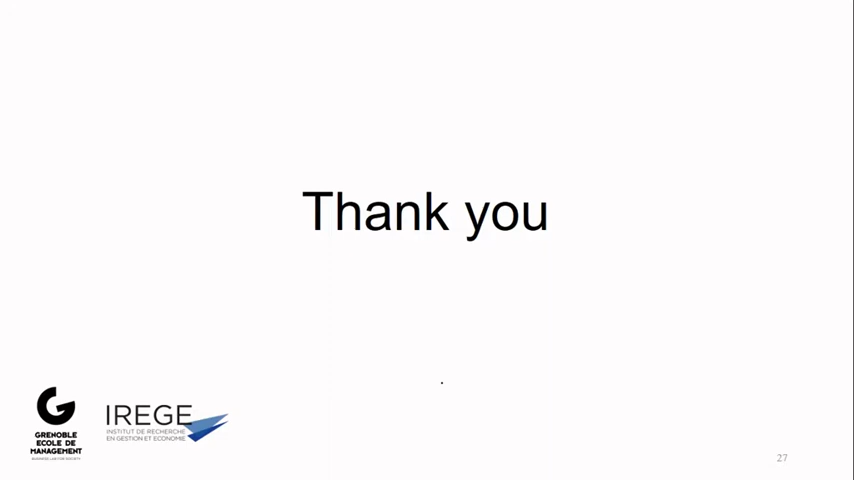 Thank you
.
GRENOBLE
ECOLE DE
MANAGEMENT
IREGE
INSTITUT DE RECHERCHE
EN GESTION ET ECONOMIE
27